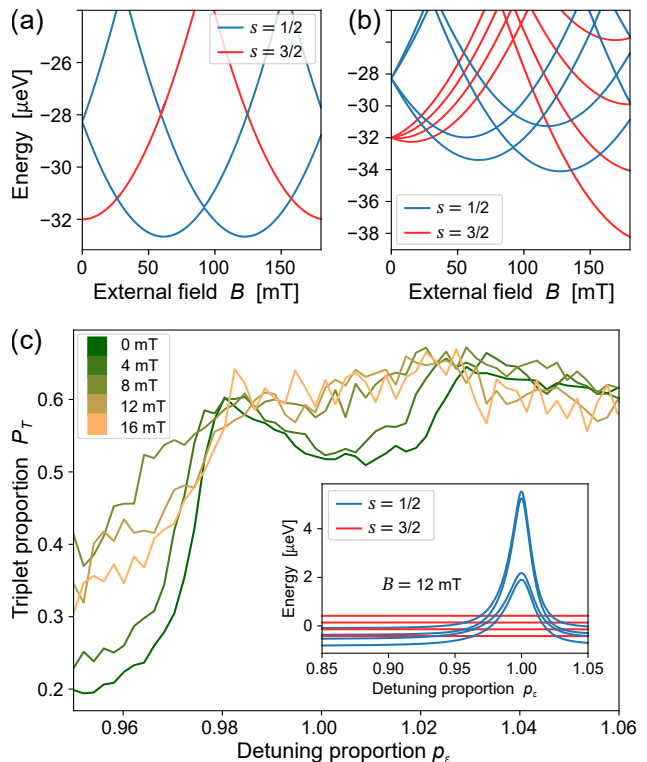 (a)
s = 1/2
s = 3/2
−26
−28
−30
−32
Energy [μeV]
0
50
100
150
External field B [mT]
(b)
−26
−28
−30
−32
−34
−36
−38
s = 1/2
s = 3/2
0
50
100
150
External field B [mT]
(c)
0 mT
4 mT
8 mT
12 mT
16 mT
0.6
0.5
0.4
0.3
0.2
Triplet proportion P_T
s = 1/2
s = 3/2
B = 12 mT
4
2
0
Energy [μeV]
0.85
0.90
0.95
1.00
1.05
Detuning proportion p_ε
0.96
0.98
1.00
1.02
1.04
1.06
Detuning proportion p_ε